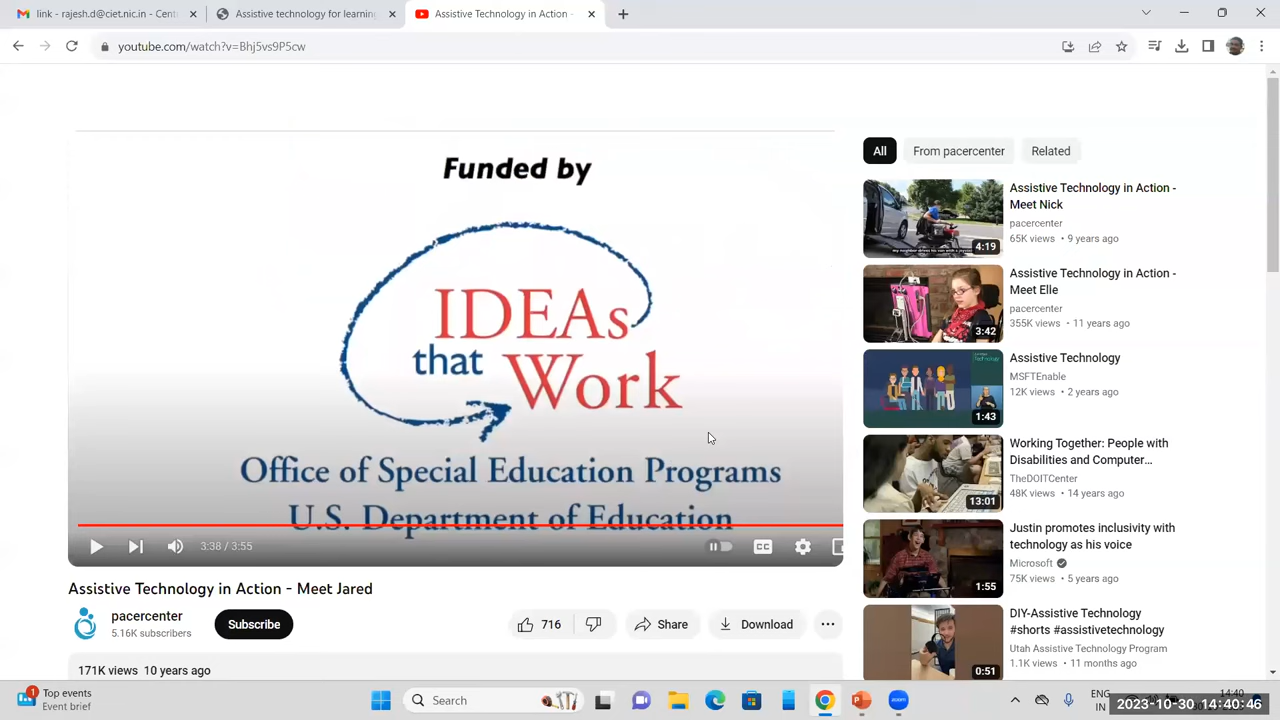 link - rajesh.d@ciet.nic.in, Cent
Assistive technology for learning
Assistive Technology in Action -
youtube.com/watch?v=Bhj5vs9P5cw
Funded by
IDEAs
that Work
Office of Special Education Programs
U.S. Department of Education
3:38 / 3:55
CC
Assistive Technology in Action - Meet Jared
pacercenter
5.16K subscribers
Subscribe
716
Share
Download
171K views 10 years ago
All
From pacercenter
Related
4:19
Assistive Technology in Action -
Meet Nick
pacercenter
65K views • 9 years ago
3:42
Assistive Technology in Action -
Meet Elle
pacercenter
355K views • 11 years ago
1:43
Assistive Technology
MSFTEnable
12K views • 2 years ago
13:01
Working Together: People with
Disabilities and Computer...
TheDOITCenter
48K views • 14 years ago
1:55
Justin promotes inclusivity with
technology as his voice
Microsoft
75K views • 5 years ago
0:51
DIY-Assistive Technology
#shorts #assistivetechnology
Utah Assistive Technology Program
1.1K views • 11 months ago
1
Top events
Event brief
Search
zoom
ENG
IN
14:40
2023-10-30 14:40:46